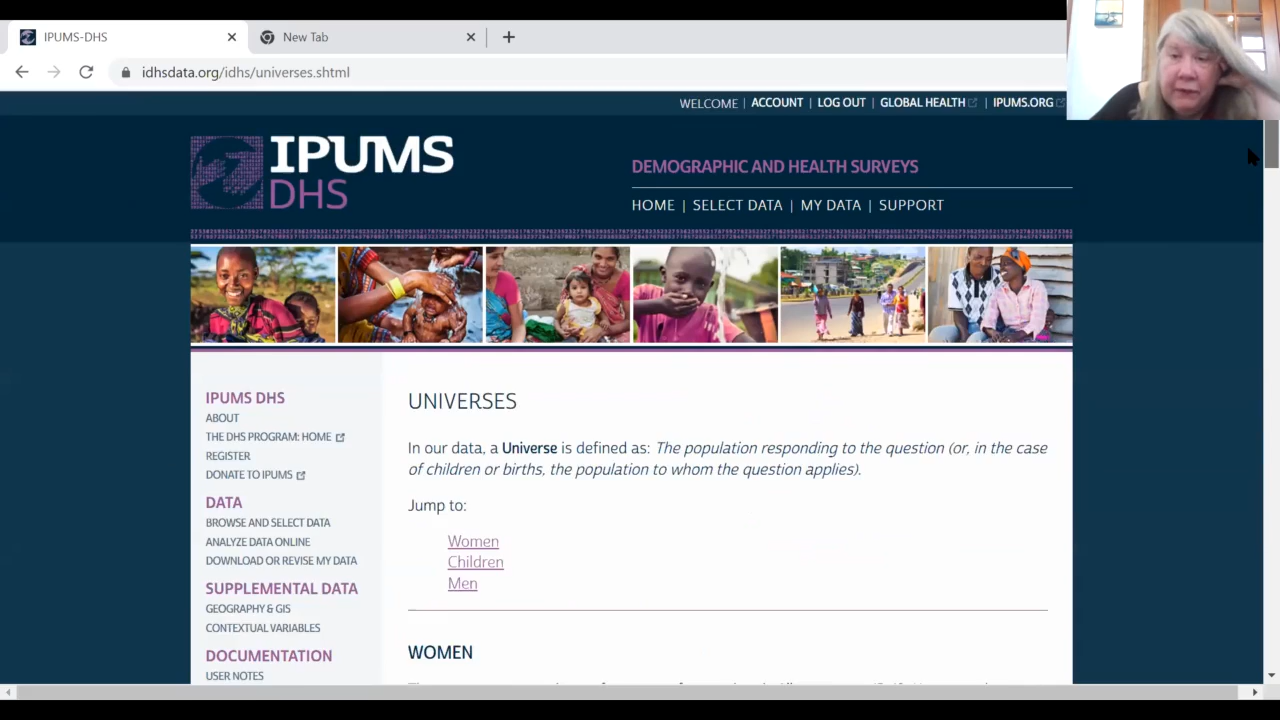 IPUMS-DHS
New Tab
idhsdata.org/idhs/universes.shtml
WELCOME | ACCOUNT | LOG OUT | GLOBAL HEALTH | IPUMS.ORG
IPUMS
DHS
DEMOGRAPHIC AND HEALTH SURVEYS
HOME | SELECT DATA | MY DATA | SUPPORT
IPUMS DHS
ABOUT
THE DHS PROGRAM: HOME
REGISTER
DONATE TO IPUMS
DATA
BROWSE AND SELECT DATA
ANALYZE DATA ONLINE
DOWNLOAD OR REVISE MY DATA
SUPPLEMENTAL DATA
GEOGRAPHY & GIS
CONTEXTUAL VARIABLES
DOCUMENTATION
USER NOTES
UNIVERSES
In our data, a Universe is defined as: The population responding to the question (or, in the case
of children or births, the population to whom the question applies).
Jump to:
Women
Children
Men
WOMEN